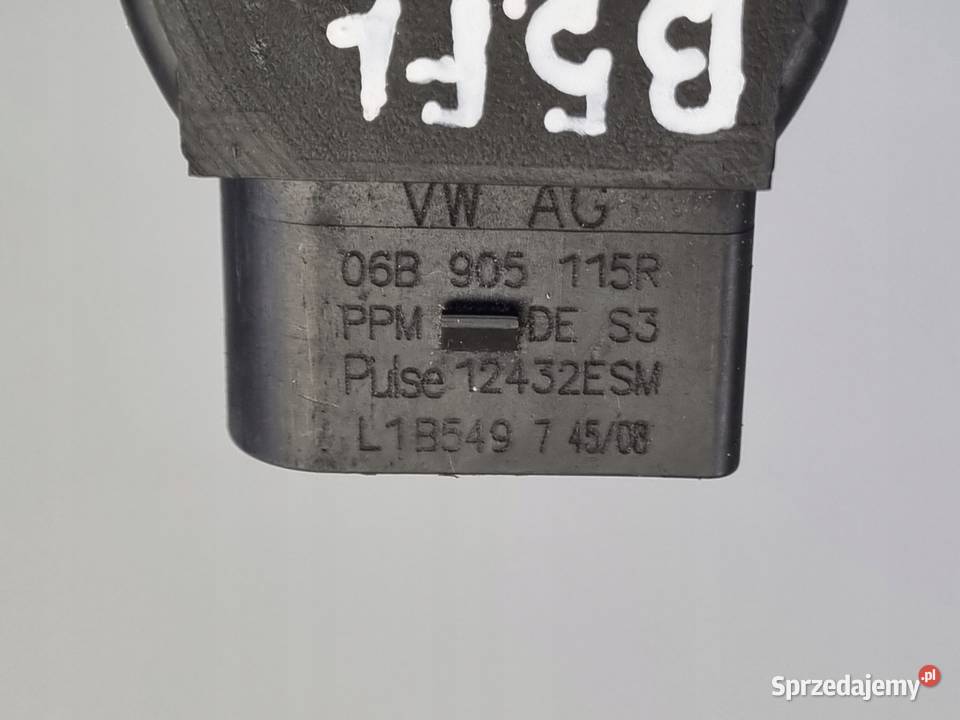 B5FL
VW AG
06B 905 115R
PPM DE S3
Pulse 12432ESM
L1B549 7 45/08
Sprzedajemy.pl